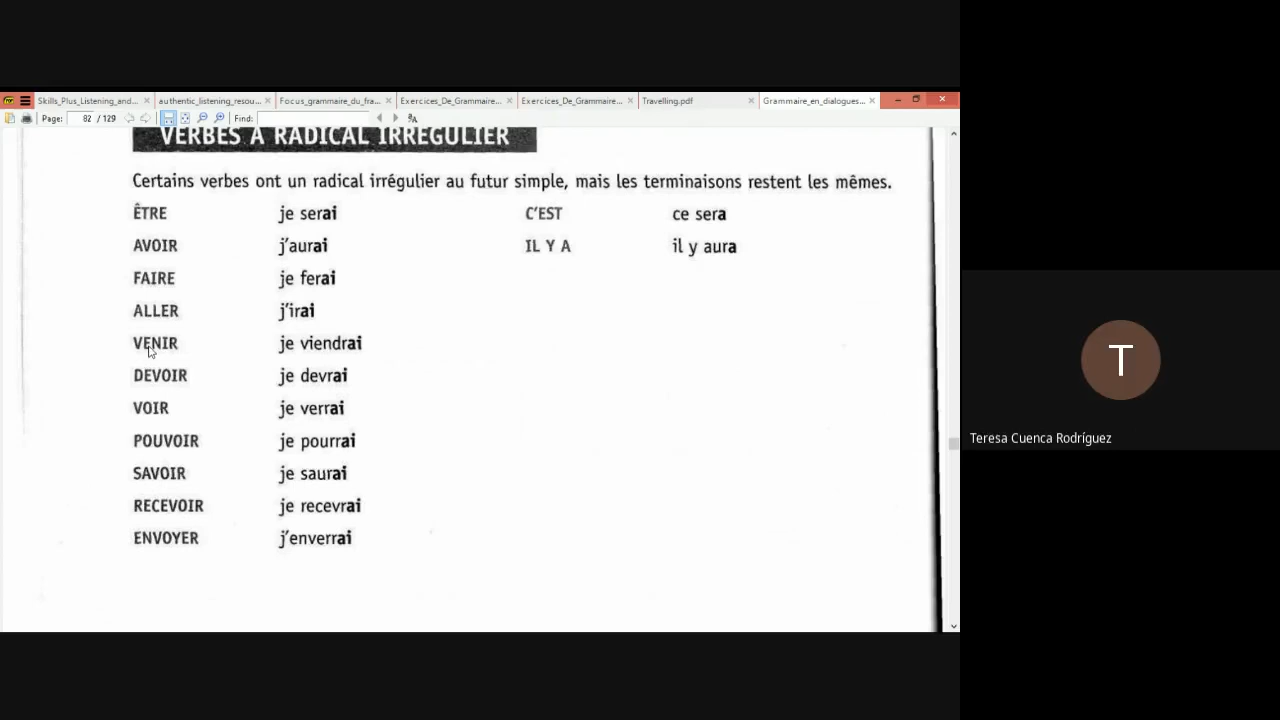 Skills_Plus_Listening_and... authentic_listening_resou... Focus_grammaire_du_fra... Exercices_De_Grammaire... Exercices_De_Grammaire... Travelling.pdf Grammaire_en_dialogues...
Page: 82 / 129 Find:
VERBES À RADICAL IRRÉGULIER
Certains verbes ont un radical irrégulier au futur simple, mais les terminaisons restent les mêmes.
ÊTRE je serai C'EST ce sera
AVOIR j'aurai IL Y A il y aura
FAIRE je ferai
ALLER j'irai
VENIR je viendrai
DEVOIR je devrai
VOIR je verrai
POUVOIR je pourrai
SAVOIR je saurai
RECEVOIR je recevrai
ENVOYER j'enverrai
T
Teresa Cuenca Rodríguez